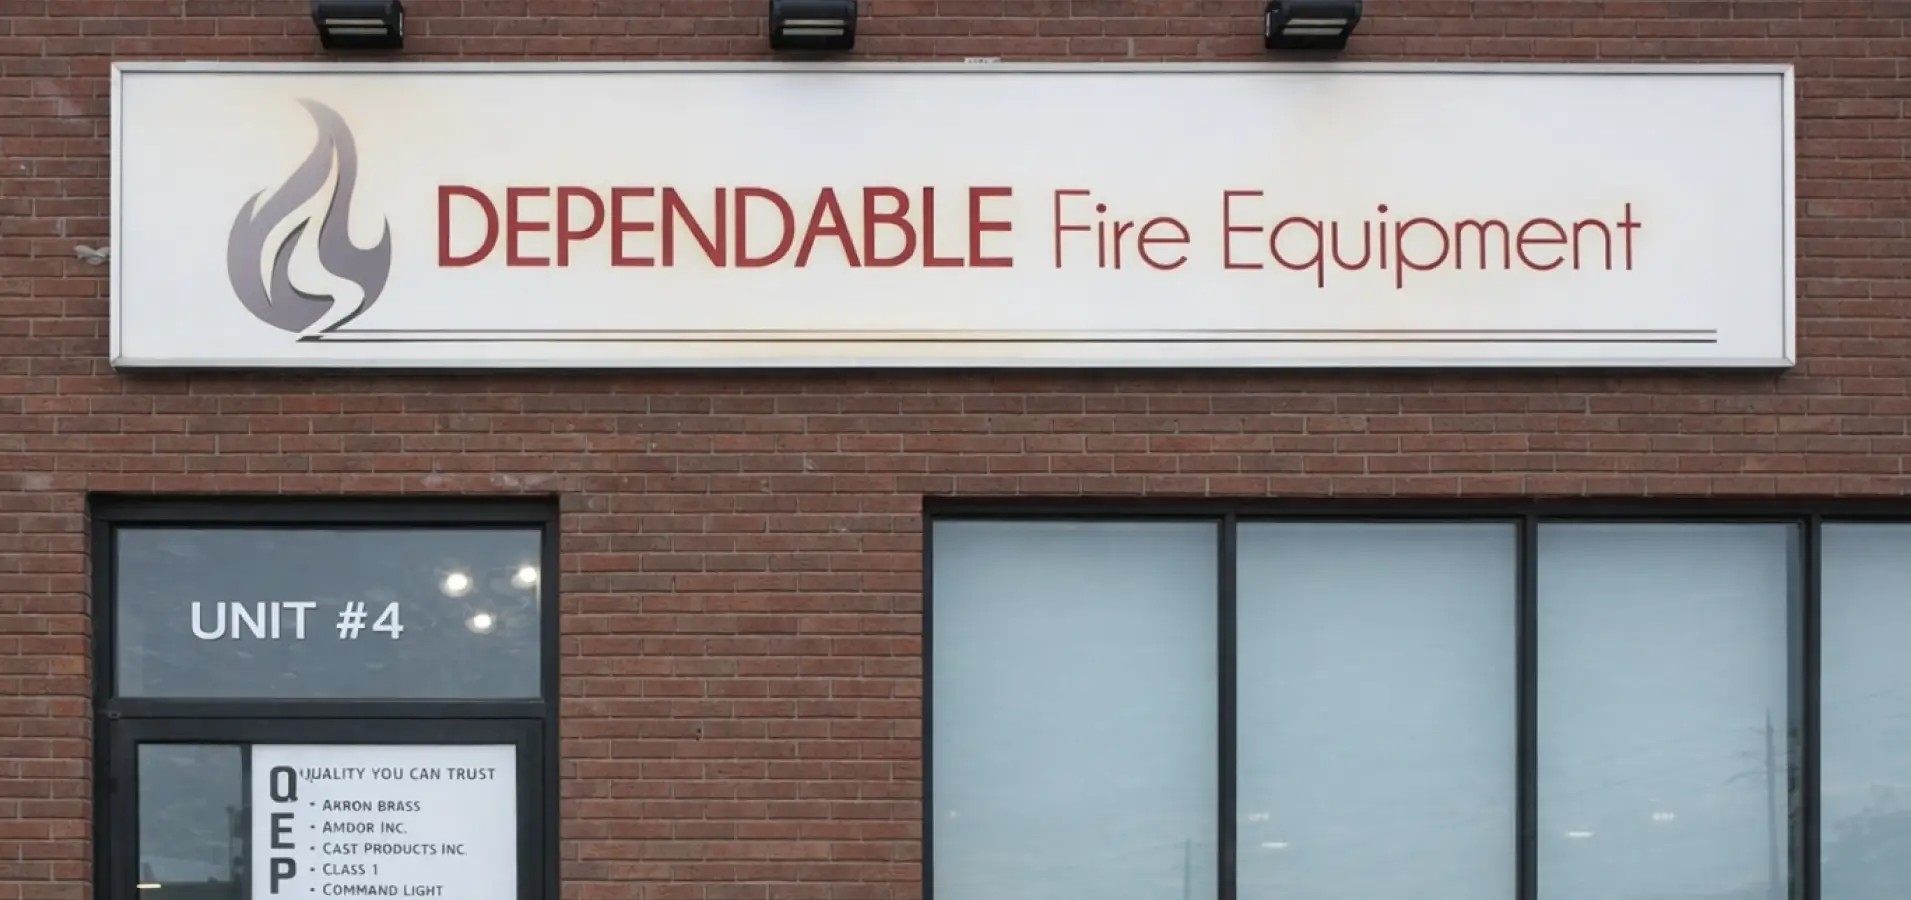 DEPENDABLE Fire Equipment
UNIT #4
QUALITY YOU CAN TRUST
• AKRON BRASS
E • AMDOR INC.
• CAST PRODUCTS INC.
P • CLASS 1
• COMMAND LIGHT